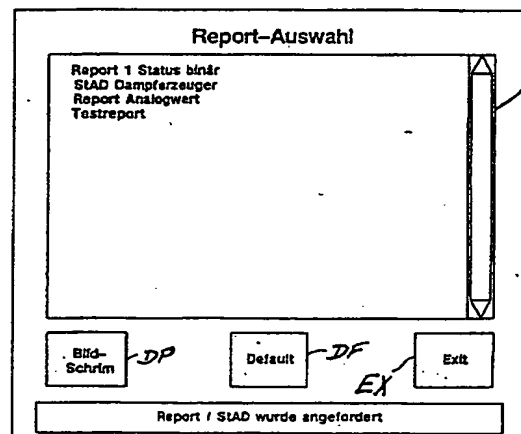 Report-Auswahl
Report 1 Status binär
StAD Dampferzeuger
Report Analogwert
Testreport
Bild-
Schrim
DP
Default
DF
Exit
EX
Report / StAD wurde angefordert